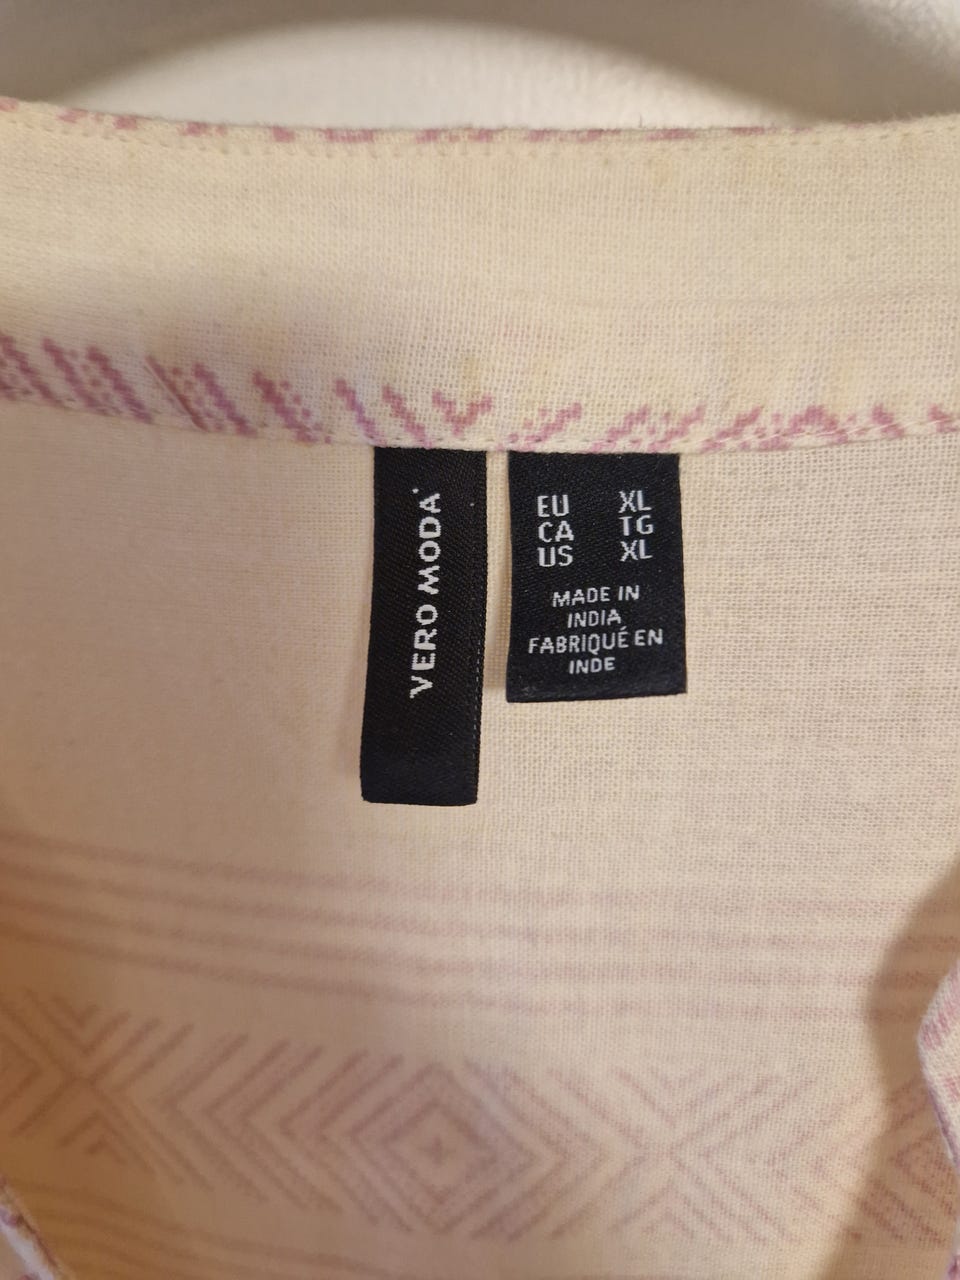 VERO MODA
EU XL
CA TG
US XL
MADE IN
INDIA
FABRIQUÉ EN
INDE